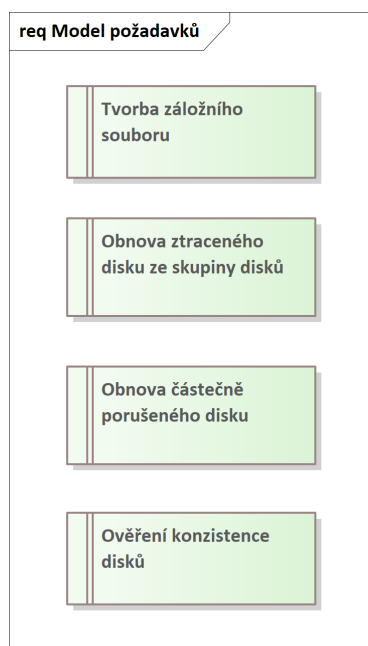 req Model požadavků
Tvorba záložního
souboru
Obnova ztraceného
disku ze skupiny disků
Obnova částečně
porušeného disku
Ověření konzistence
disků